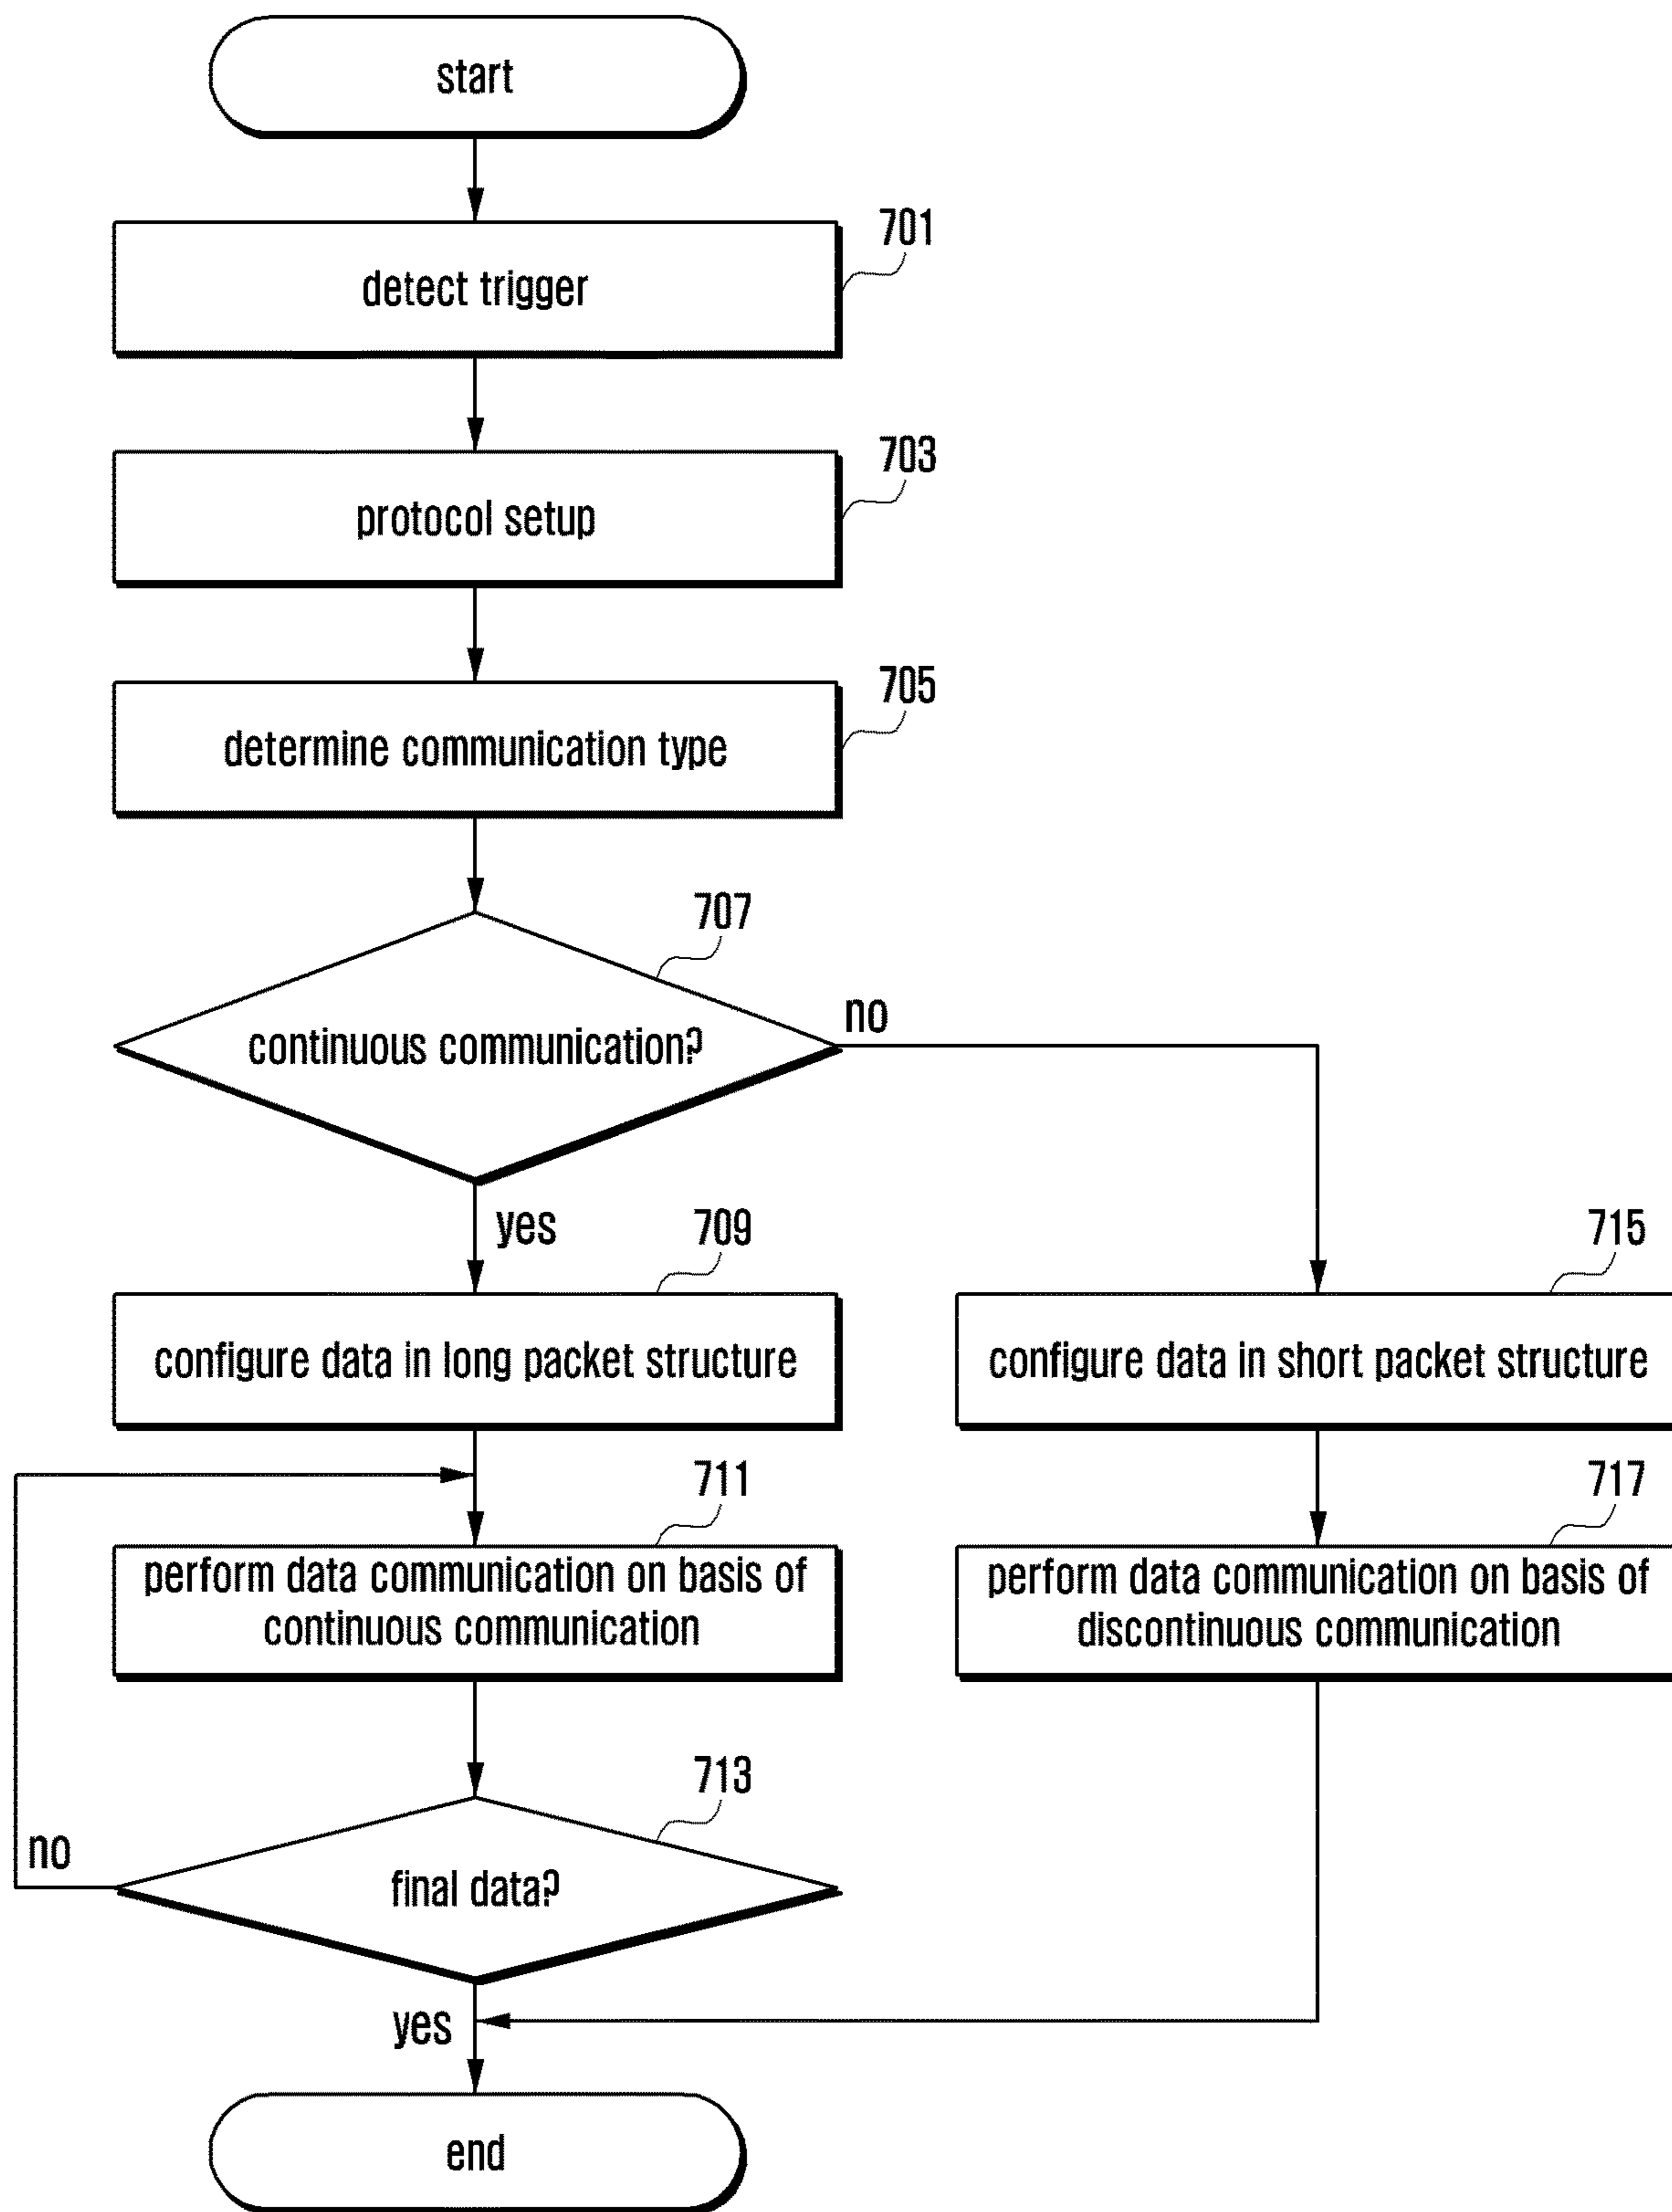 start
701
detect trigger
703
protocol setup
705
determine communication type
707
continuous communication?
no
yes
709
715
configure data in long packet structure
configure data in short packet structure
711
717
perform data communication on basis of
continuous communication
perform data communication on basis of
discontinuous communication
713
no
final data?
yes
end